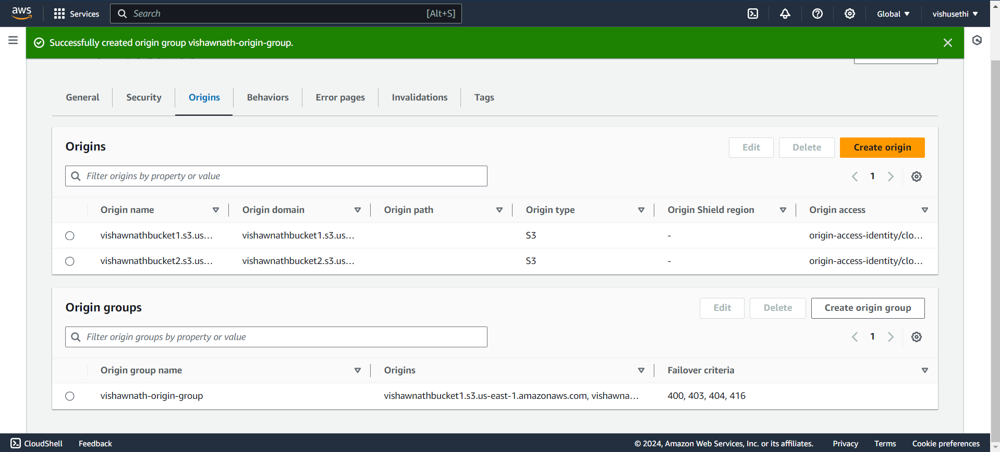 aws Services Search [Alt+S] Global vishusethi
Successfully created origin group vishawnath-origin-group.
General Security Origins Behaviors Error pages Invalidations Tags
Origins Edit Delete Create origin
Filter origins by property or value 1
Origin name Origin domain Origin path Origin type Origin Shield region Origin access
vishawnathbucket1.s3.us... vishawnathbucket1.s3.us... S3 - origin-access-identity/clo...
vishawnathbucket2.s3.us... vishawnathbucket2.s3.us... S3 - origin-access-identity/clo...
Origin groups Edit Delete Create origin group
Filter origin groups by property or value 1
Origin group name Origins Failover criteria
vishawnath-origin-group vishawnathbucket1.s3.us-east-1.amazonaws.com, vishawna... 400, 403, 404, 416
CloudShell Feedback © 2024, Amazon Web Services, Inc. or its affiliates. Privacy Terms Cookie preferences